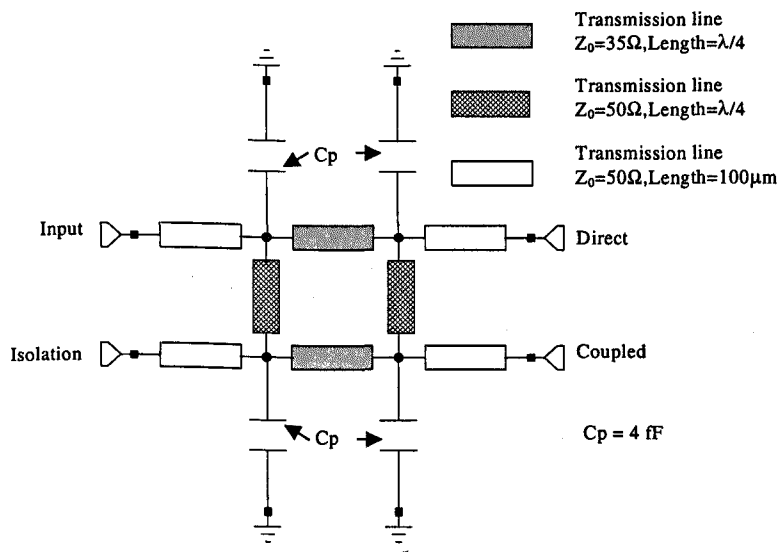 Transmission line
Z₀=35Ω,Length=λ/4
Transmission line
Z₀=50Ω,Length=λ/4
Transmission line
Z₀=50Ω,Length=100μm
Cp
Input
Direct
Isolation
Coupled
Cp
Cp = 4 fF